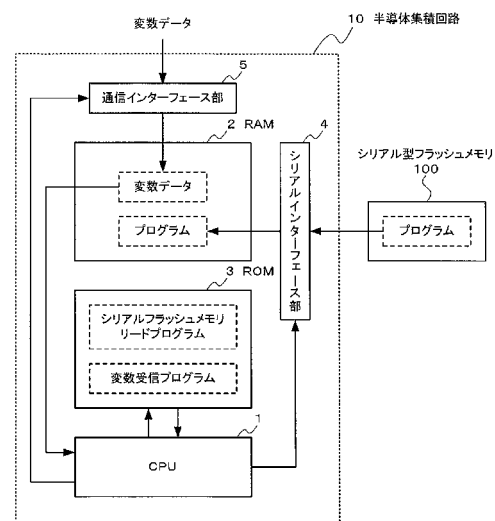 変数データ
10 半導体集積回路
5
通信インターフェース部
2 RAM
変数データ
プログラム
4
シリアルインターフェース部
シリアル型フラッシュメモリ
100
プログラム
3 ROM
シリアルフラッシュメモリ
リードプログラム
変数受信プログラム
1
CPU